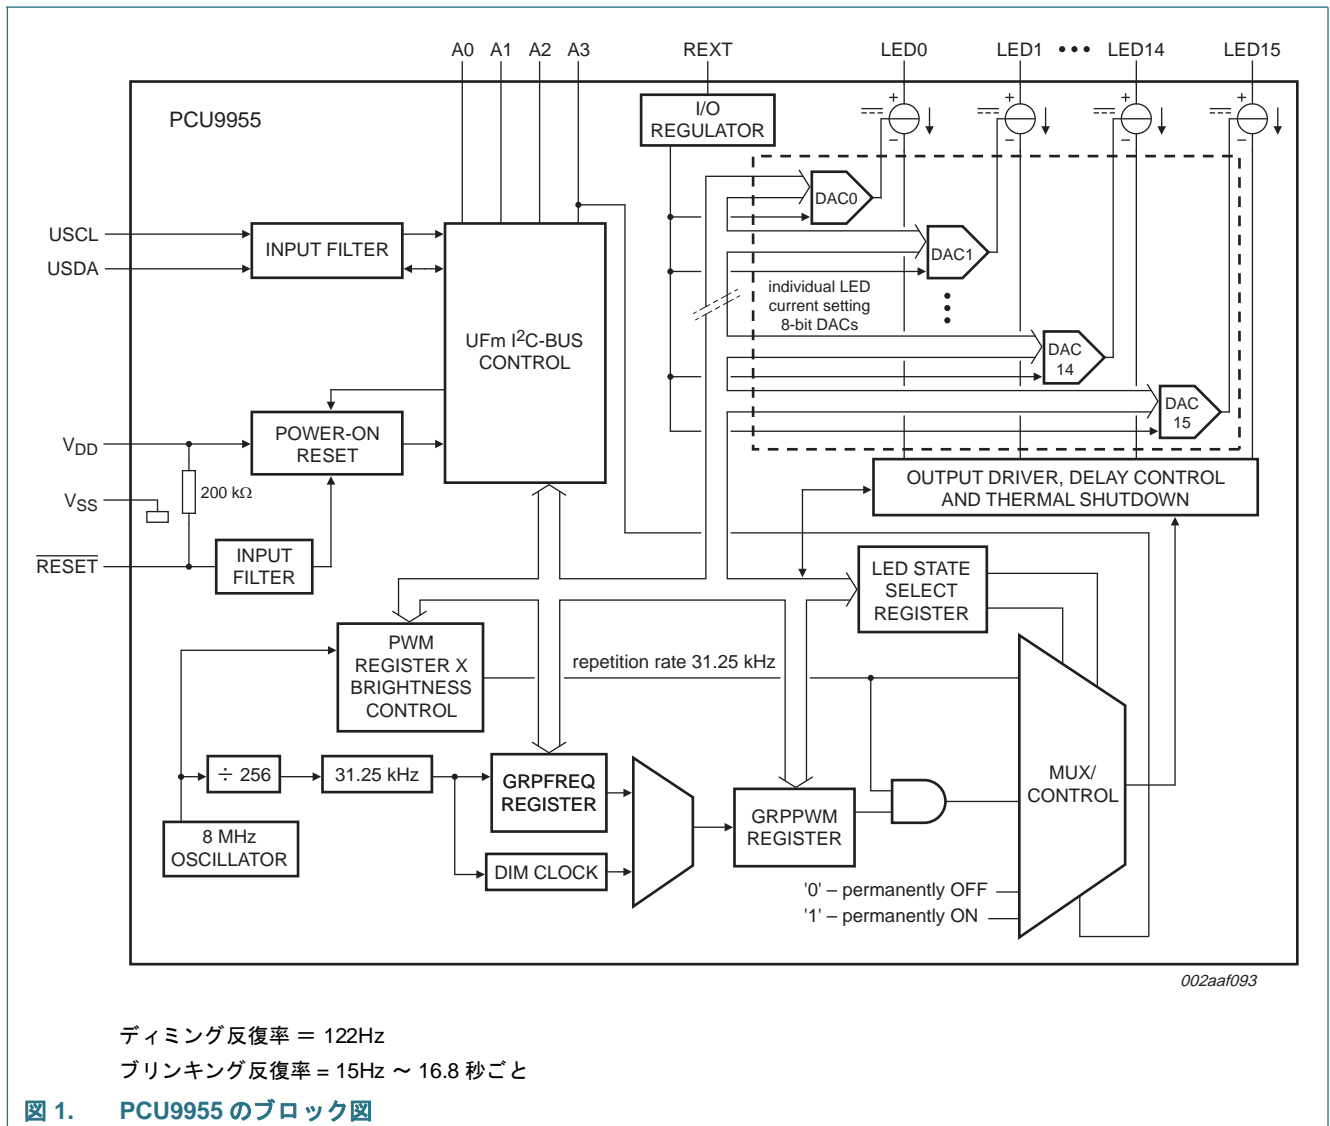 A0 A1 A2 A3 REXT LED0 LED1 ••• LED14 LED15
PCU9955
I/O
REGULATOR
+ + + +
− − − −
DAC0
USCL
USDA
INPUT FILTER
DAC1
individual LED
current setting
8-bit DACs
UFm I²C-BUS
CONTROL
DAC
14
DAC
15
VDD
POWER-ON
RESET
200 kΩ
VSS
OUTPUT DRIVER, DELAY CONTROL
AND THERMAL SHUTDOWN
RESET
INPUT
FILTER
LED STATE
SELECT
REGISTER
PWM
REGISTER X
BRIGHTNESS
CONTROL
repetition rate 31.25 kHz
÷ 256
31.25 kHz
GRPFREQ
REGISTER
MUX/
CONTROL
GRPPWM
REGISTER
8 MHz
OSCILLATOR
DIM CLOCK
'0' – permanently OFF
'1' – permanently ON
002aaf093
ディミング反復率 = 122Hz
ブリンキング反復率 = 15Hz ～ 16.8 秒ごと
図 1. PCU9955 のブロック図